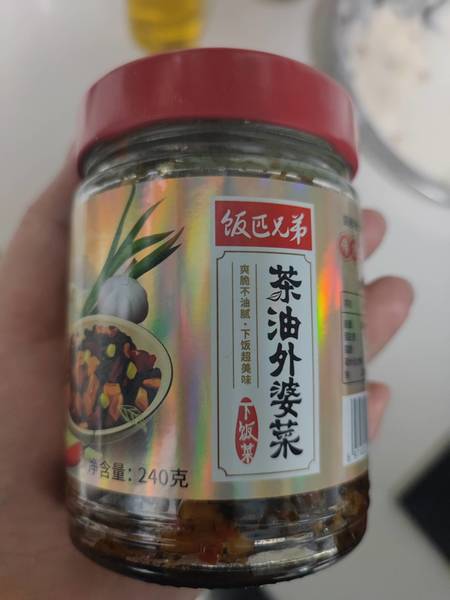 饭匹兄弟
茶油外婆菜
爽脆不油腻·下饭超美味
下饭菜
净含量：240克